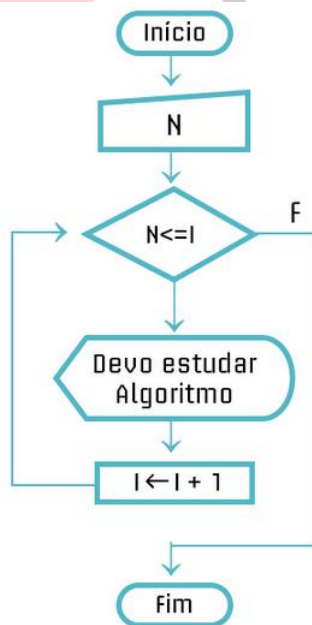 Início
N
N<=I
F
Devo estudar
Algoritmo
I←I + 1
Fim